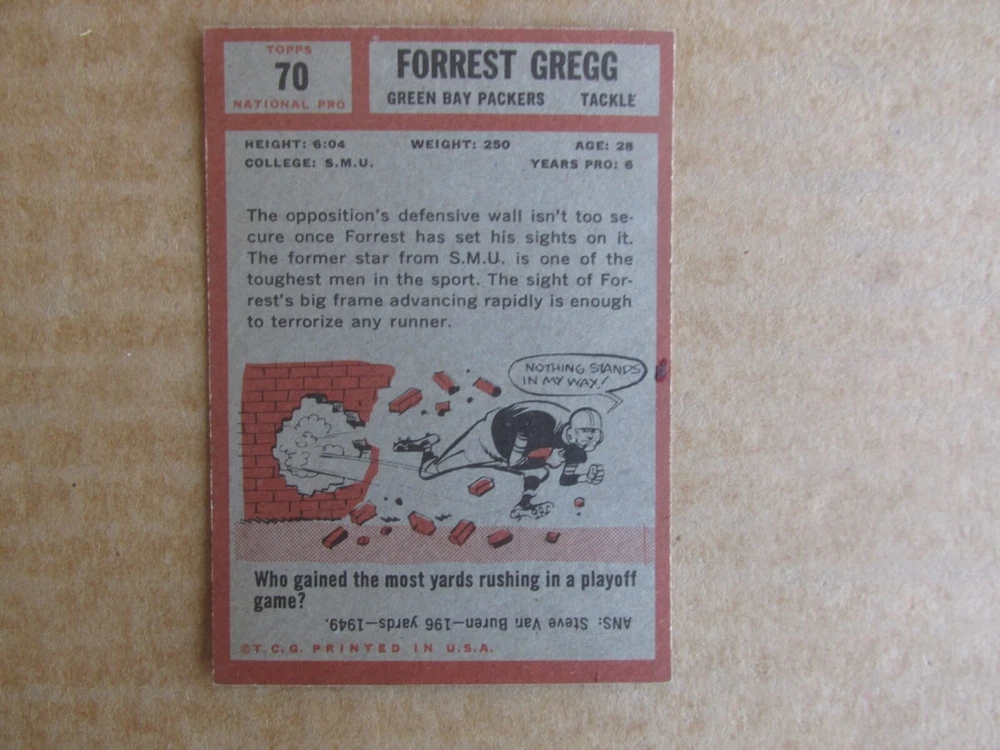 TOPPS
70
NATIONAL PRO
FORREST GREGG
GREEN BAY PACKERS TACKLE
HEIGHT: 6:04 WEIGHT: 250 AGE: 28
COLLEGE: S.M.U. YEARS PRO: 6
The opposition's defensive wall isn't too se-
cure once Forrest has set his sights on it.
The former star from S.M.U. is one of the
toughest men in the sport. The sight of For-
rest's big frame advancing rapidly is enough
to terrorize any runner.
NOTHING STANDS
IN MY WAY!
Who gained the most yards rushing in a playoff
game?
ANS: Steve Van Buren—196 yards—1949.
©T.C.G. PRINTED IN U.S.A.